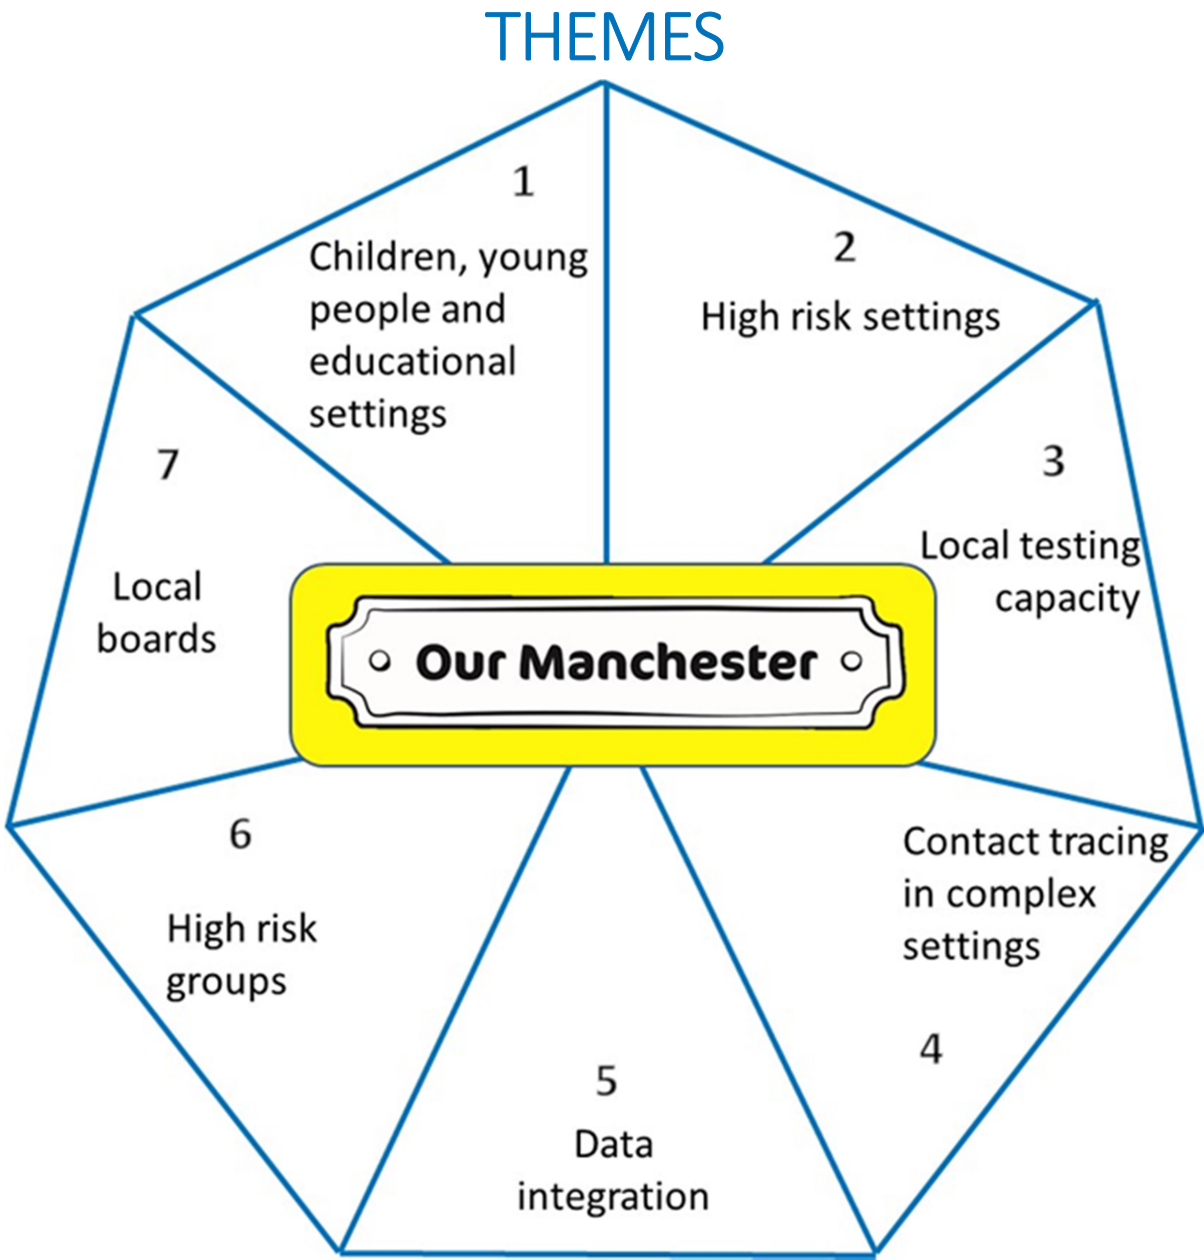 THEMES
1
Children, young
people and
educational
settings
2
High risk settings
3
Local testing
capacity
Contact tracing
in complex
settings
4
5
Data
integration
6
High risk
groups
7
Local
boards
Our Manchester